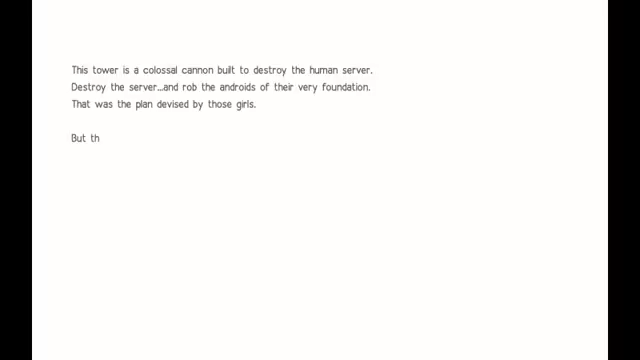 This tower is a colossal cannon built to destroy the human server.
Destroy the server...and rob the androids of their very foundation.
That was the plan devised by those girls.
But th